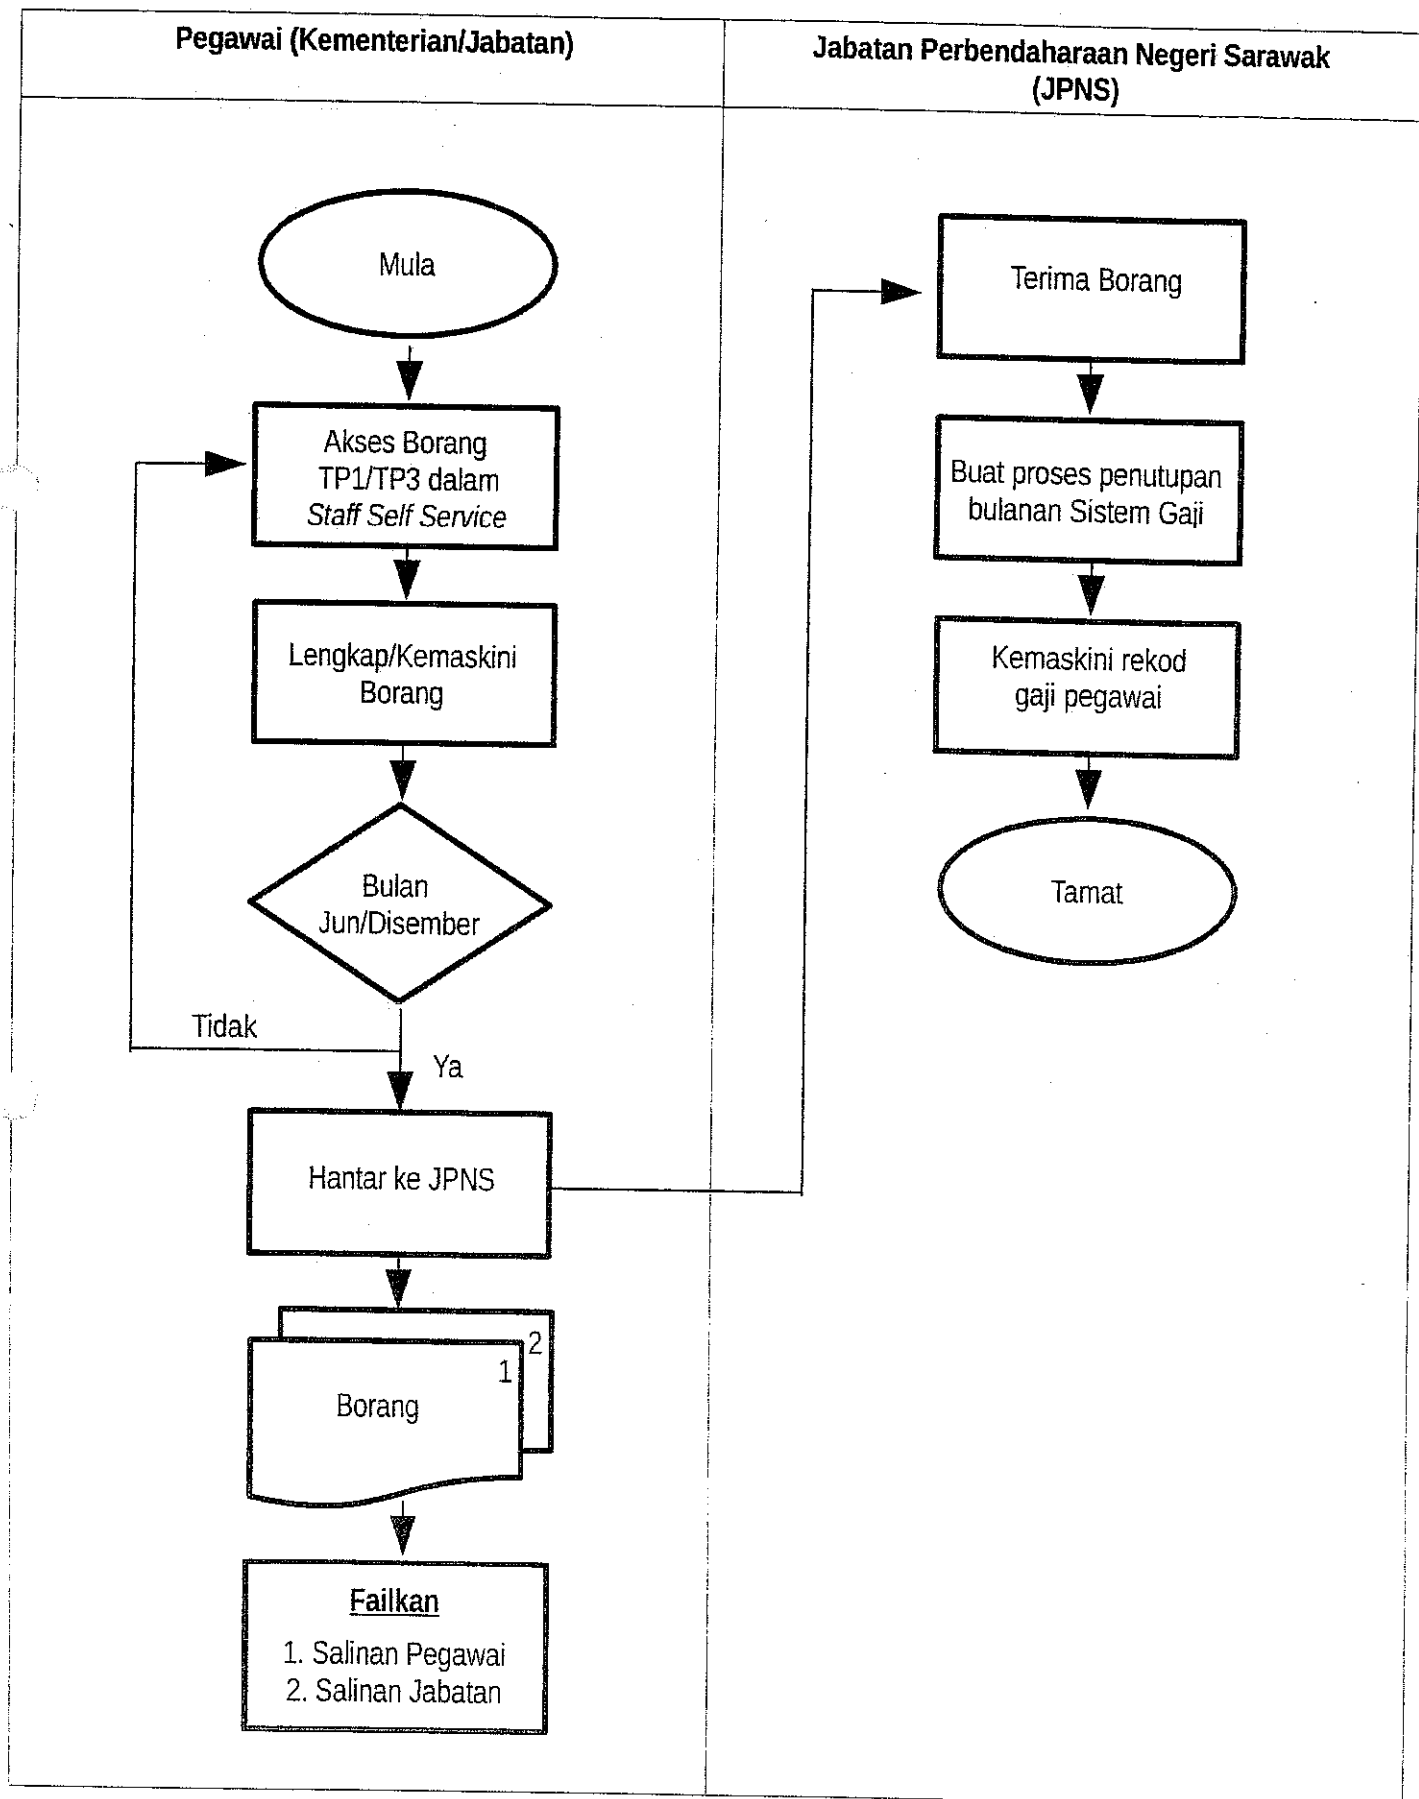 Pegawai (Kementerian/Jabatan)
Jabatan Perbendaharaan Negeri Sarawak
(JPNS)
Mula
Akses Borang
TP1/TP3 dalam
Staff Self Service
Lengkap/Kemaskini
Borang
Bulan
Jun/Disember
Tidak
Ya
Hantar ke JPNS
2
1
Borang
Failkan
1. Salinan Pegawai
2. Salinan Jabatan
Terima Borang
Buat proses penutupan
bulanan Sistem Gaji
Kemaskini rekod
gaji pegawai
Tamat